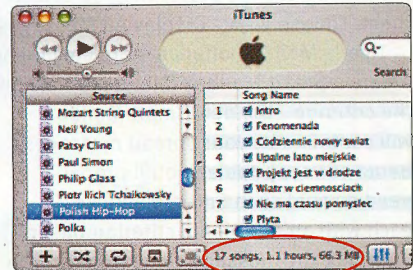 iTunes
Q-
Search
Source
Mozart String Quintets
Neil Young
Patsy Cline
Paul Simon
Philip Glass
Piotr Ilich Tchaikovsky
Polish Hip-Hop
Polka
Song Name
1 Intro
2 Fenomenada
3 Codziennie nowy swiat
4 Upalne lato miejskie
5 Projekt jest w drodze
6 Wiatr w ciemnosciach
7 Nie ma czasu pomyslec
8 Plyta
17 songs, 1.1 hours, 66.3 MB